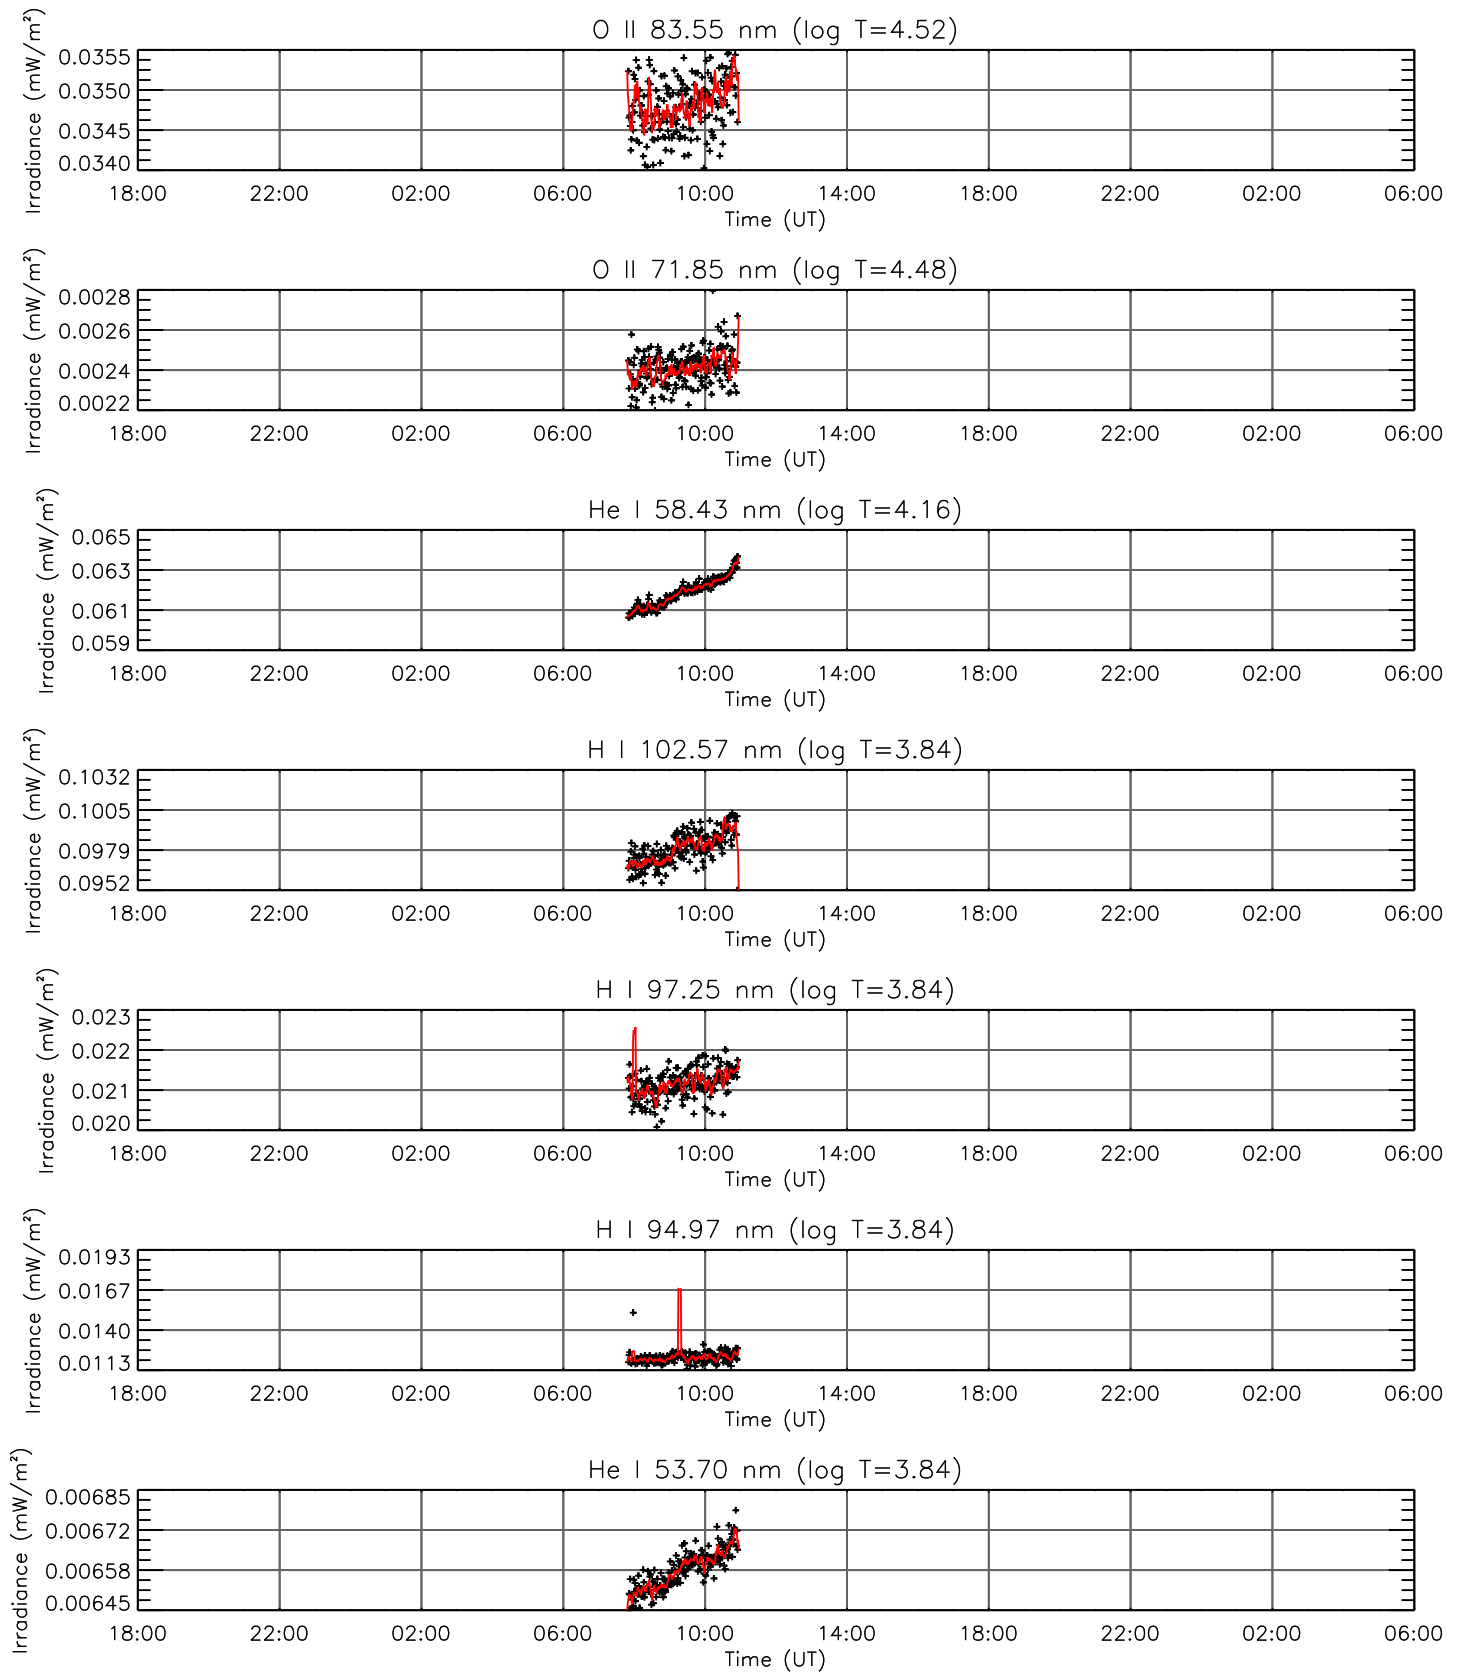 O II 83.55 nm (log T=4.52)
Irradiance (mW/m²)
0.0355
0.0350
0.0345
0.0340
18:00 22:00 02:00 06:00 10:00 14:00 18:00 22:00 02:00 06:00
Time (UT)
O II 71.85 nm (log T=4.48)
Irradiance (mW/m²)
0.0028
0.0026
0.0024
0.0022
18:00 22:00 02:00 06:00 10:00 14:00 18:00 22:00 02:00 06:00
Time (UT)
He I 58.43 nm (log T=4.16)
Irradiance (mW/m²)
0.065
0.063
0.061
0.059
18:00 22:00 02:00 06:00 10:00 14:00 18:00 22:00 02:00 06:00
Time (UT)
H I 102.57 nm (log T=3.84)
Irradiance (mW/m²)
0.1032
0.1005
0.0979
0.0952
18:00 22:00 02:00 06:00 10:00 14:00 18:00 22:00 02:00 06:00
Time (UT)
H I 97.25 nm (log T=3.84)
Irradiance (mW/m²)
0.023
0.022
0.021
0.020
18:00 22:00 02:00 06:00 10:00 14:00 18:00 22:00 02:00 06:00
Time (UT)
H I 94.97 nm (log T=3.84)
Irradiance (mW/m²)
0.0193
0.0167
0.0140
0.0113
18:00 22:00 02:00 06:00 10:00 14:00 18:00 22:00 02:00 06:00
Time (UT)
He I 53.70 nm (log T=3.84)
Irradiance (mW/m²)
0.00685
0.00672
0.00658
0.00645
18:00 22:00 02:00 06:00 10:00 14:00 18:00 22:00 02:00 06:00
Time (UT)